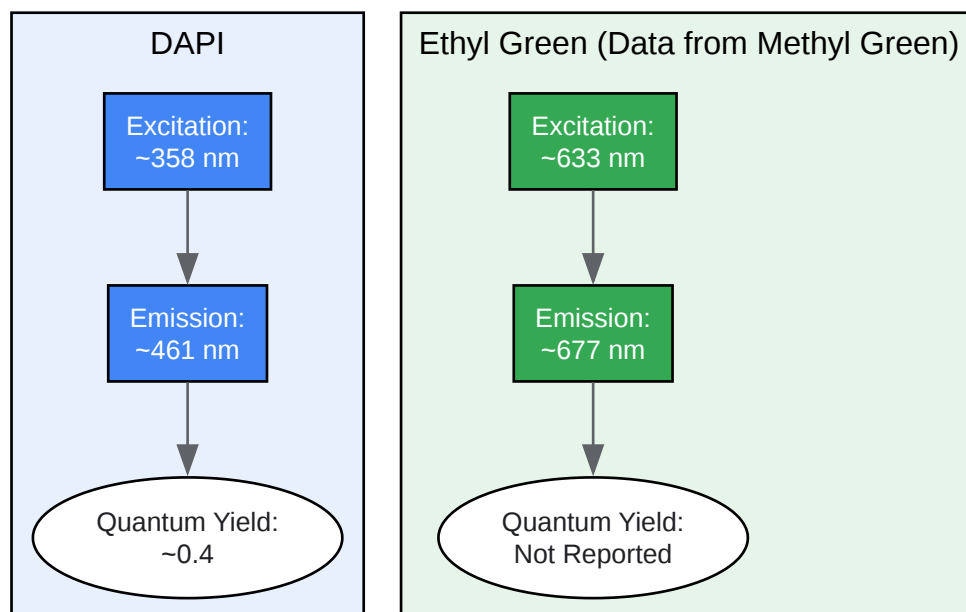 DAPI
Excitation:
~358 nm
Emission:
~461 nm
Quantum Yield:
~0.4
Ethyl Green (Data from Methyl Green)
Excitation:
~633 nm
Emission:
~677 nm
Quantum Yield:
Not Reported